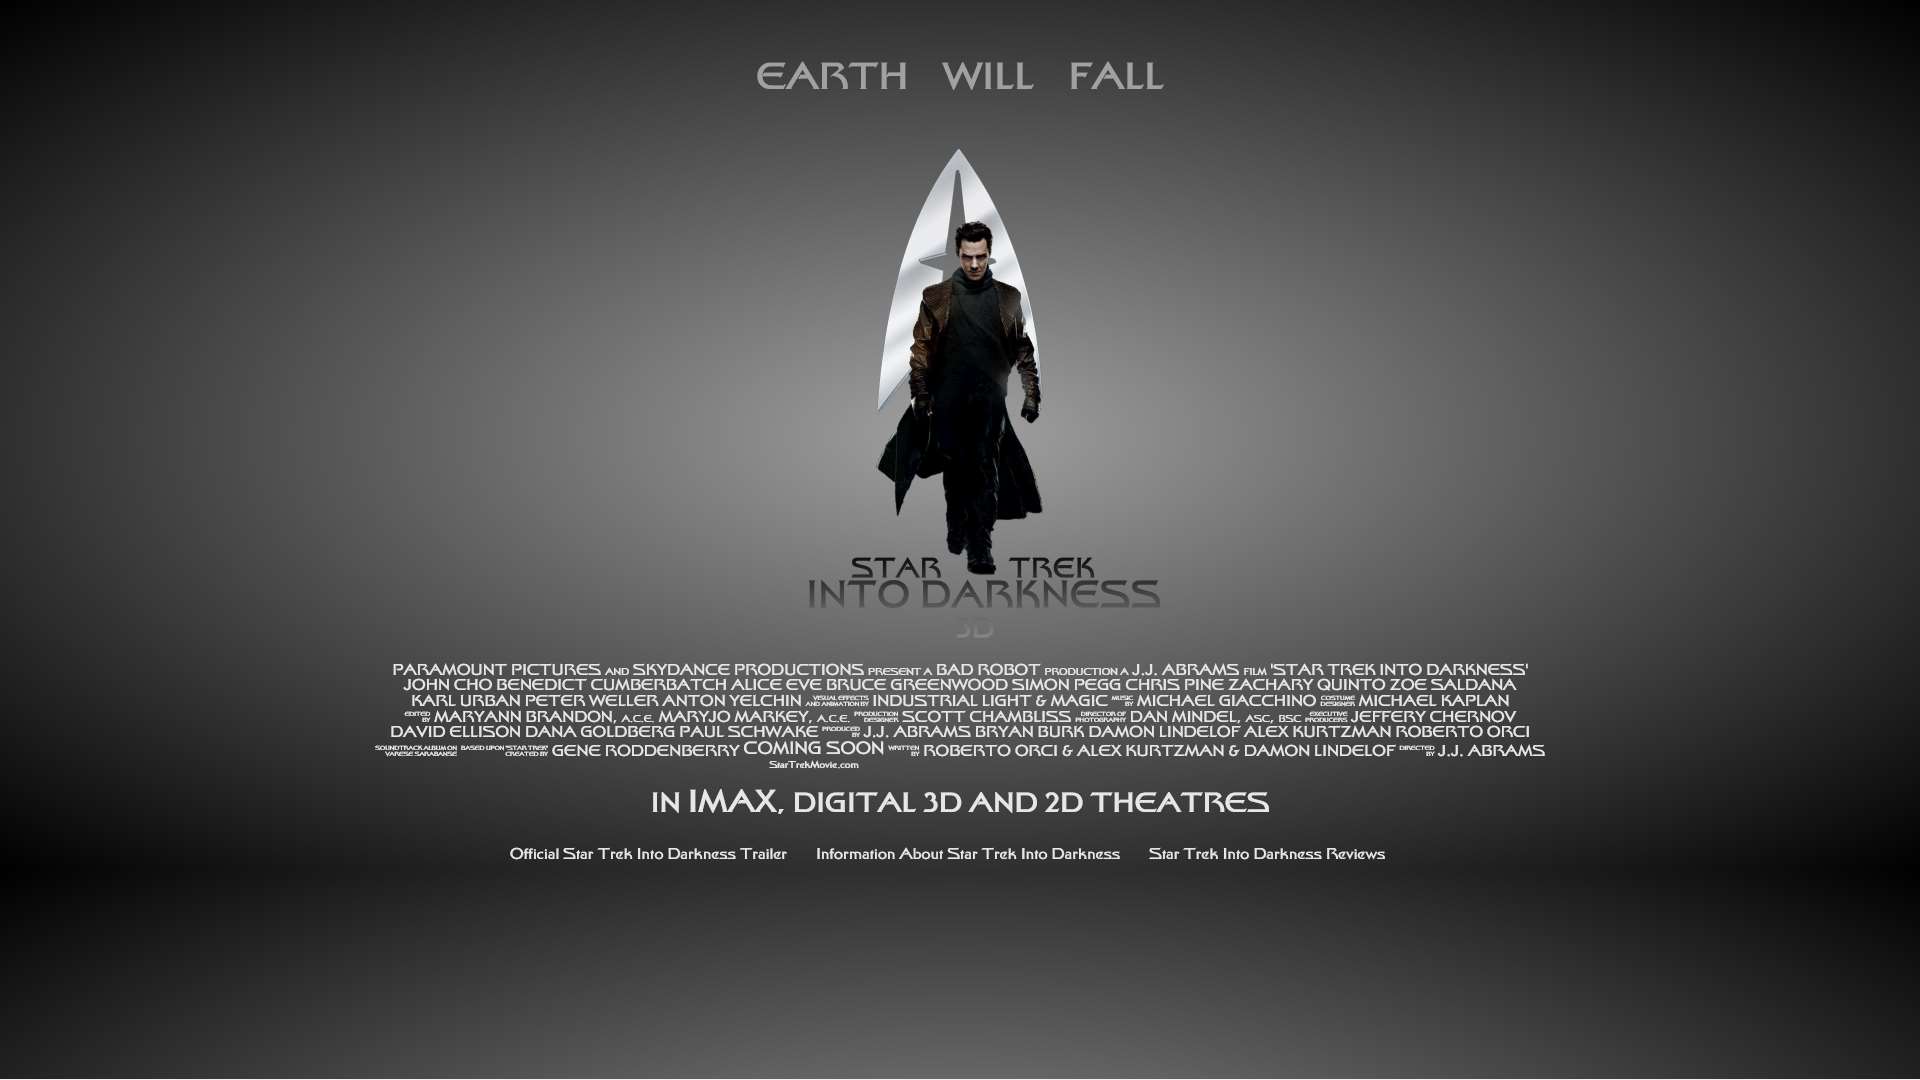 EARTH WILL FALL
STAR TREK
INTO DARKNESS
3D
PARAMOUNT PICTURES AND SKYDANCE PRODUCTIONS PRESENT A BAD ROBOT PRODUCTION A J.J. ABRAMS FILM 'STAR TREK INTO DARKNESS'
JOHN CHO BENEDICT CUMBERBATCH ALICE EVE BRUCE GREENWOOD SIMON PEGG CHRIS PINE ZACHARY QUINTO ZOE SALDANA
KARL URBAN PETER WELLER ANTON YELCHIN VISUAL EFFECTS AND ANIMATION BY INDUSTRIAL LIGHT & MAGIC MUSIC BY MICHAEL GIACCHINO COSTUME DESIGNER MICHAEL KAPLAN
EDITED BY MARYANN BRANDON, A.C.E. MARYJO MARKEY, A.C.E. PRODUCTION DESIGNER SCOTT CHAMBLISS DIRECTOR OF PHOTOGRAPHY DAN MINDEL, ASC, BSC EXECUTIVE PRODUCERS JEFFERY CHERNOV
DAVID ELLISON DANA GOLDBERG PAUL SCHWAKE PRODUCED BY J.J. ABRAMS BRYAN BURK DAMON LINDELOF ALEX KURTZMAN ROBERTO ORCI
SOUNDTRACK ALBUM ON VARESE SARABANSE BASED UPON "STAR TREK" CREATED BY GENE RODDENBERRY COMING SOON WRITTEN BY ROBERTO ORCI & ALEX KURTZMAN & DAMON LINDELOF DIRECTED BY J.J. ABRAMS
StarTrekMovie.com
IN IMAX, DIGITAL 3D AND 2D THEATRES
Official Star Trek Into Darkness Trailer Information About Star Trek Into Darkness Star Trek Into Darkness Reviews